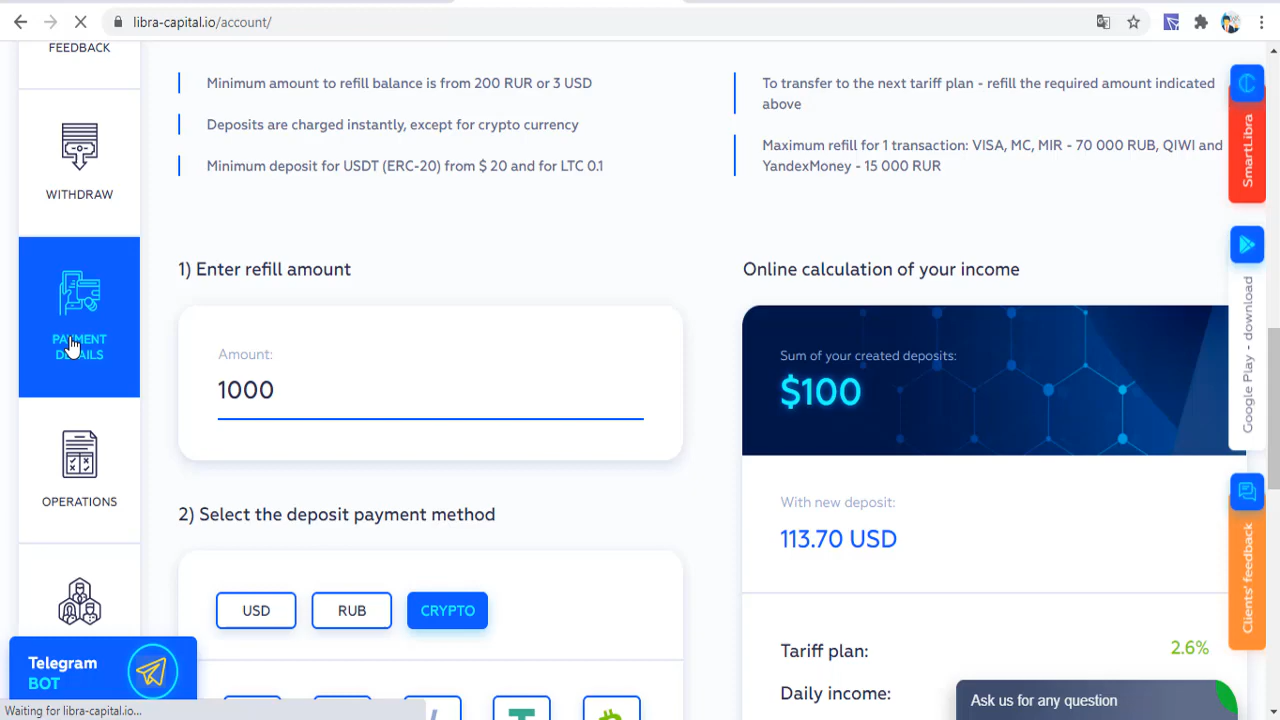 libra-capital.io/account/
FEEDBACK
WITHDRAW
PAYMENT
DETAILS
OPERATIONS
Telegram
BOT
Waiting for libra-capital.io...
Minimum amount to refill balance is from 200 RUR or 3 USD
Deposits are charged instantly, except for crypto currency
Minimum deposit for USDT (ERC-20) from $ 20 and for LTC 0.1
To transfer to the next tariff plan - refill the required amount indicated
above
Maximum refill for 1 transaction: VISA, MC, MIR - 70 000 RUB, QIWI and
YandexMoney - 15 000 RUR
1) Enter refill amount
Amount:
1000
2) Select the deposit payment method
USD
RUB
CRYPTO
Online calculation of your income
Sum of your created deposits:
$100
With new deposit:
113.70 USD
Tariff plan:
2.6%
Daily income:
Ask us for any question
SmartLibra
Google Play - download
Clients' feedback